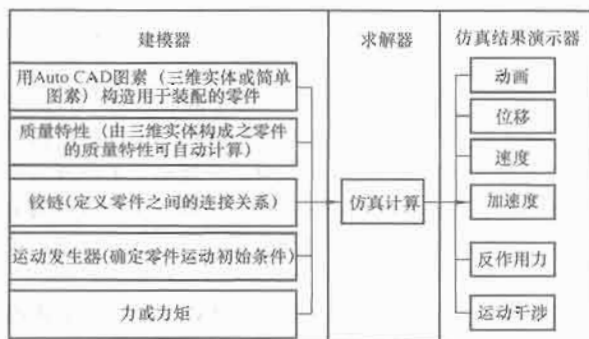 建模器
求解器
仿真结果演示器
用Auto CAD图素（三维实体或简单
图素）构造用于装配的零件
质量特性（由三维实体构成之零件
的质量特性可自动计算）
铰链(定义零件之间的连接关系)
运动发生器(确定零件运动初始条件)
力或力矩
仿真计算
动画
位移
速度
加速度
反作用力
运动干涉